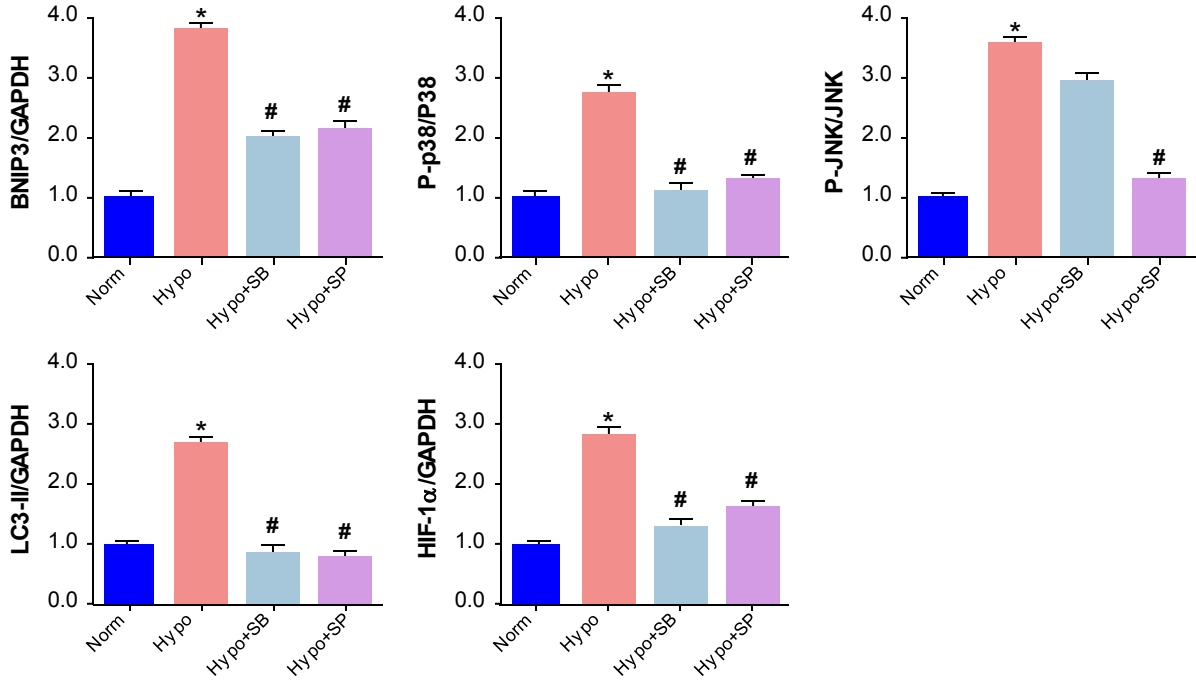 BNIP3/GAPDH
4.0
3.0
2.0
1.0
0.0
*
#
#
Norm
Hypo
Hypo+SB
Hypo+SP
P-p38/P38
4.0
3.0
2.0
1.0
0.0
*
#
#
Norm
Hypo
Hypo+SB
Hypo+SP
P-JNK/JNK
4.0
3.0
2.0
1.0
0.0
*
#
Norm
Hypo
Hypo+SB
Hypo+SP
LC3-II/GAPDH
4.0
3.0
2.0
1.0
0.0
*
#
#
Norm
Hypo
Hypo+SB
Hypo+SP
HIF-1α/GAPDH
4.0
3.0
2.0
1.0
0.0
*
#
#
Norm
Hypo
Hypo+SB
Hypo+SP